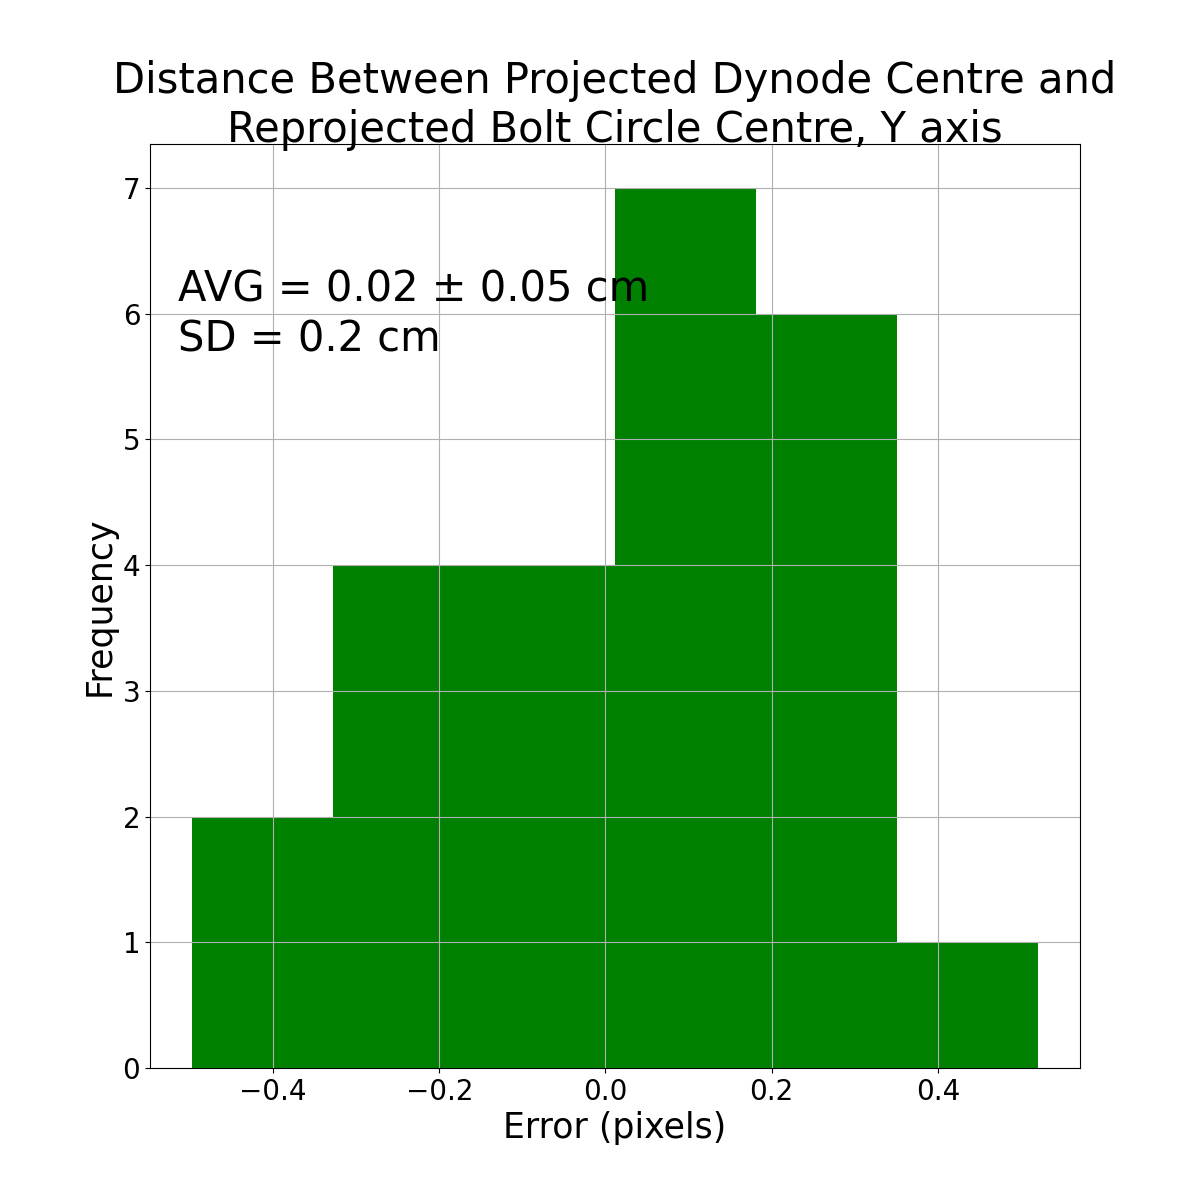 Distance Between Projected Dynode Centre and
Reprojected Bolt Circle Centre, Y axis
AVG = 0.02 ± 0.05 cm
SD = 0.2 cm
Frequency
7
6
5
4
3
2
1
0
−0.4 −0.2 0.0 0.2 0.4
Error (pixels)